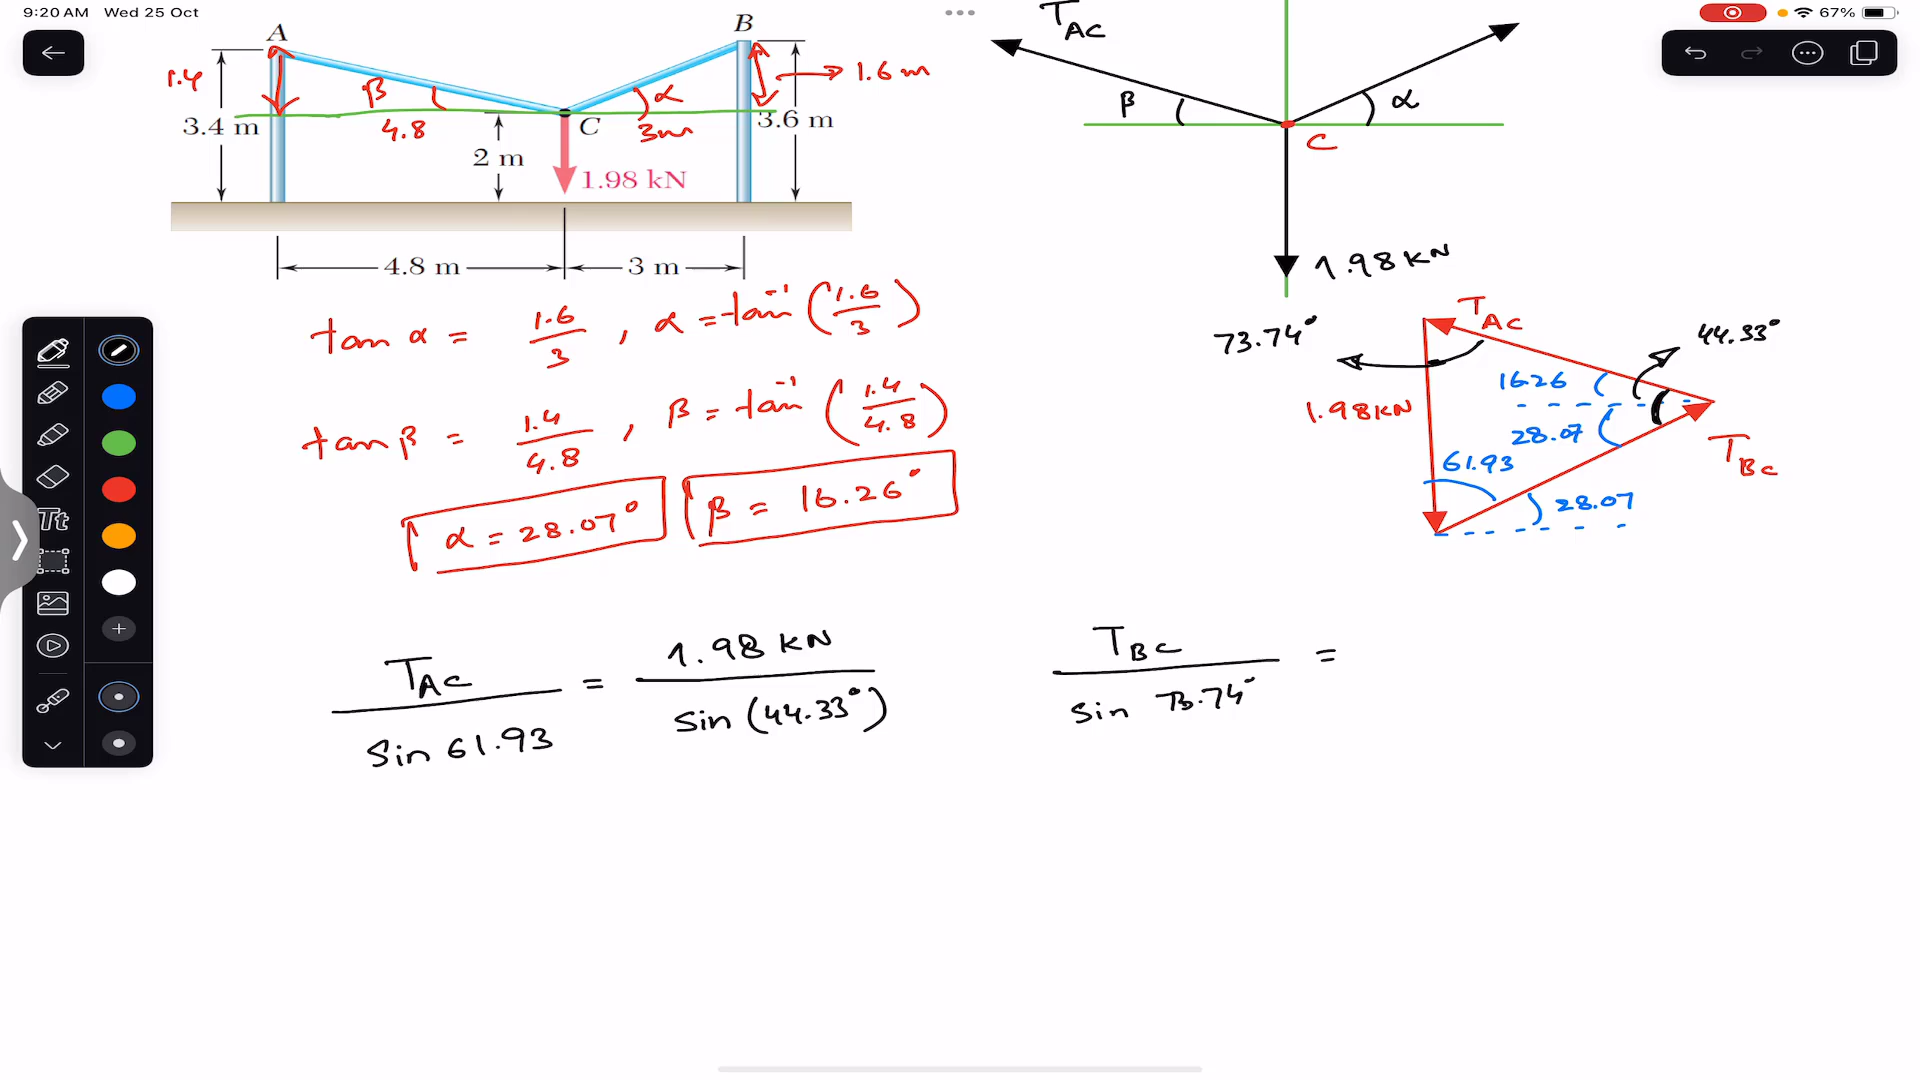 9:20 AM Wed 25 Oct
67%
A
B
1.4
β
α
1.6 m
3.4 m
4.8
C
3m
3.6 m
2 m
1.98 kN
4.8 m
3 m
TAC
β
α
C
1.98 KN
tan α = 1.6/3 , α = tan⁻¹ (1.6/3)
tan β = 1.4/4.8 , β = tan⁻¹ (1.4/4.8)
α = 28.07°
β = 16.26°
TAC
73.74°
44.33°
16.26
1.98KN
28.07
TBC
61.93
28.07
TAC/Sin 61.93 = 1.98 KN/Sin (44.33°)
TBC/Sin 73.74° =
Tt